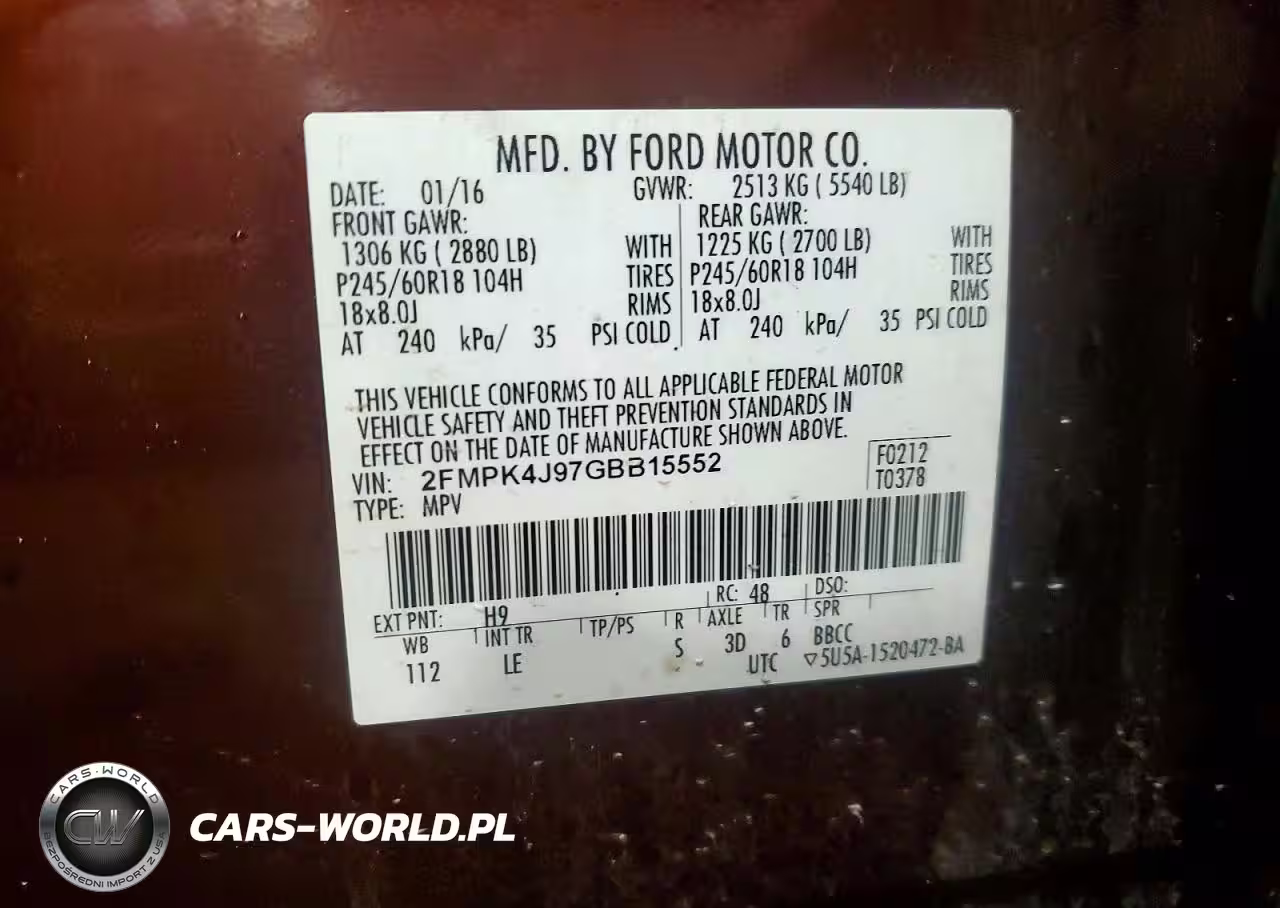 MFD. BY FORD MOTOR CO.
DATE: 01/16 GVWR: 2513 KG ( 5540 LB)
FRONT GAWR: REAR GAWR:
1306 KG ( 2880 LB) WITH 1225 KG ( 2700 LB) WITH
P245/60R18 104H TIRES P245/60R18 104H TIRES
18x8.0J RIMS 18x8.0J RIMS
AT 240 kPa/ 35 PSI COLD AT 240 kPa/ 35 PSI COLD
THIS VEHICLE CONFORMS TO ALL APPLICABLE FEDERAL MOTOR
VEHICLE SAFETY AND THEFT PREVENTION STANDARDS IN
EFFECT ON THE DATE OF MANUFACTURE SHOWN ABOVE.
VIN: 2FMPK4J97GBB15552 F0212
TYPE: MPV T0378
EXT PNT: H9 RC: 48 DSO:
WB INT TR TP/PS R AXLE TR SPR
112 LE S 3D 6 BBCC
UTC ▽5U5A-1520472-BA
CARS-WORLD
CW
BEZPOŚREDNI IMPORT Z USA
CARS-WORLD.PL